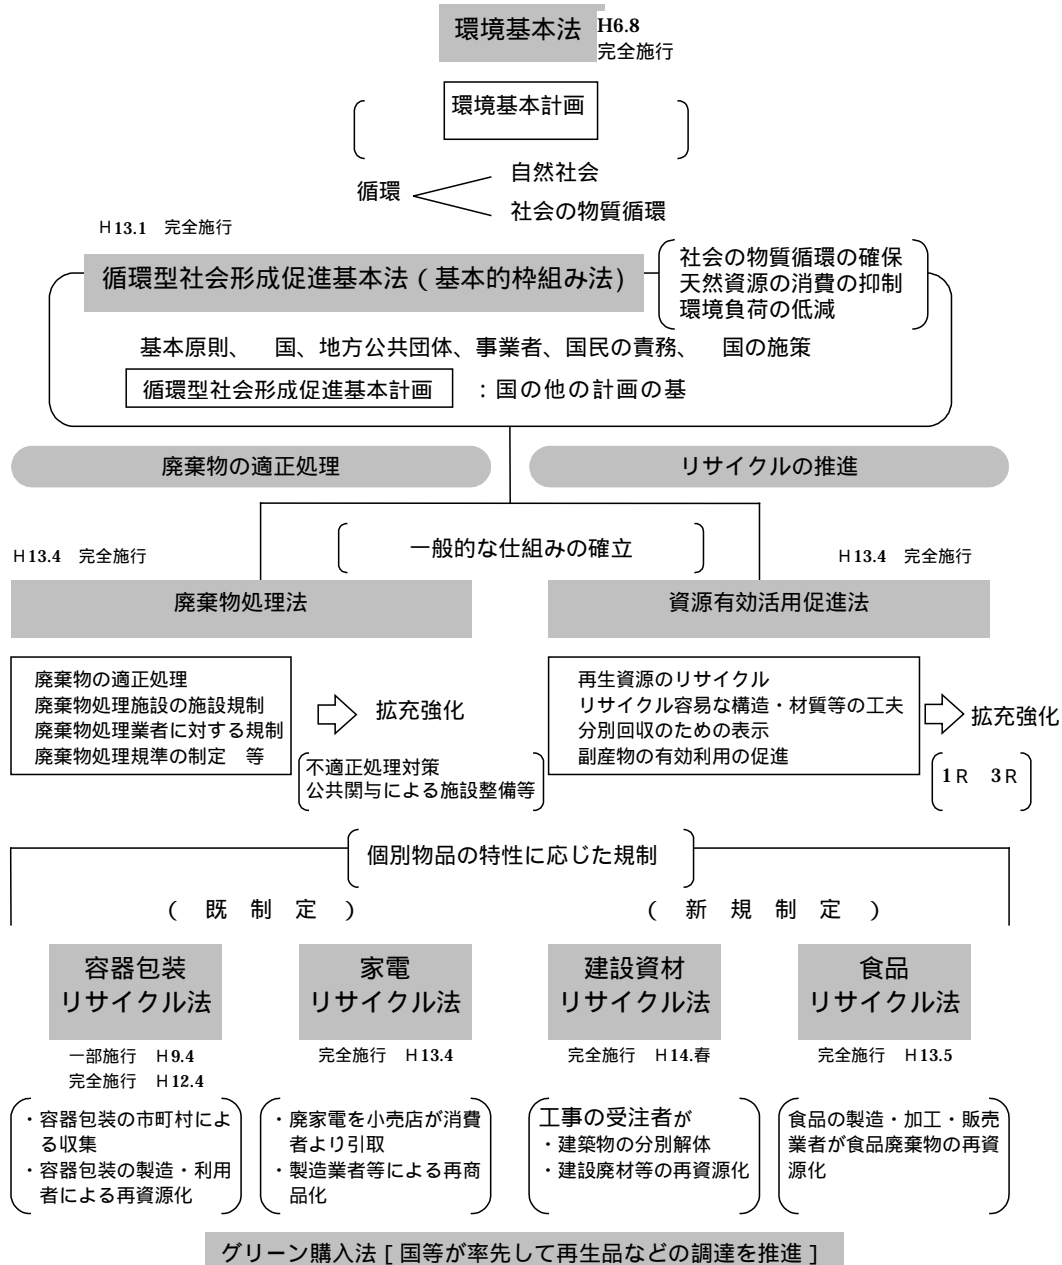 環境基本法
H6.8
完全施行
環境基本計画
循環
自然社会
社会の物質循環
H13.1 完全施行
循環型社会形成促進基本法(基本的枠組み法)
社会の物質循環の確保
天然資源の消費の抑制
環境負荷の低減
基本原則、 国、地方公共団体、事業者、国民の責務、 国の施策
循環型社会形成促進基本計画 :国の他の計画の基
廃棄物の適正処理
リサイクルの推進
一般的な仕組みの確立
H13.4 完全施行
廃棄物処理法
廃棄物の適正処理
廃棄物処理施設の施設規制
廃棄物処理業者に対する規制
廃棄物処理規準の制定 等
拡充強化
不適正処理対策
公共関与による施設整備等
H13.4 完全施行
資源有効活用促進法
再生資源のリサイクル
リサイクル容易な構造・材質等の工夫
分別回収のための表示
副産物の有効利用の促進
拡充強化
1R 3R
個別物品の特性に応じた規制
(既制定)
(新規制定)
容器包装
リサイクル法
一部施行 H9.4
完全施行 H12.4
・容器包装の市町村によ
る収集
・容器包装の製造・利用
者による再資源化
家電
リサイクル法
完全施行 H13.4
・廃家電を小売店が消費
者より引取
・製造業者等による再商
品化
建設資材
リサイクル法
完全施行 H14.春
工事の受注者が
・建築物の分別解体
・建設廃材等の再資源化
食品
リサイクル法
完全施行 H13.5
食品の製造・加工・販売
業者が食品廃棄物の再資
源化
グリーン購入法[国等が率先して再生品などの調達を推進]